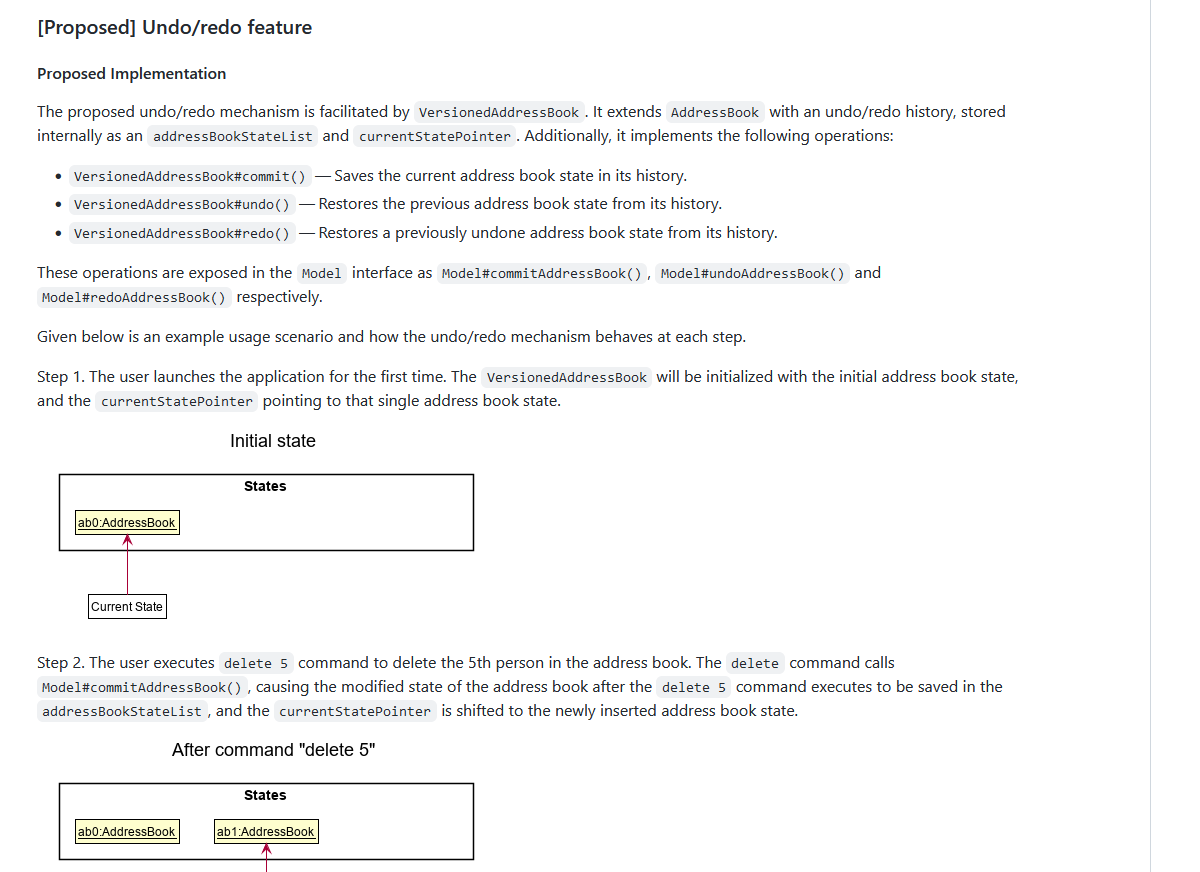 [Proposed] Undo/redo feature
Proposed Implementation
The proposed undo/redo mechanism is facilitated by VersionedAddressBook. It extends AddressBook with an undo/redo history, stored
internally as an addressBookStateList and currentStatePointer. Additionally, it implements the following operations:
• VersionedAddressBook#commit() — Saves the current address book state in its history.
• VersionedAddressBook#undo() — Restores the previous address book state from its history.
• VersionedAddressBook#redo() — Restores a previously undone address book state from its history.
These operations are exposed in the Model interface as Model#commitAddressBook(), Model#undoAddressBook() and
Model#redoAddressBook() respectively.
Given below is an example usage scenario and how the undo/redo mechanism behaves at each step.
Step 1. The user launches the application for the first time. The VersionedAddressBook will be initialized with the initial address book state,
and the currentStatePointer pointing to that single address book state.
Initial state
States
ab0:AddressBook
Current State
Step 2. The user executes delete 5 command to delete the 5th person in the address book. The delete command calls
Model#commitAddressBook(), causing the modified state of the address book after the delete 5 command executes to be saved in the
addressBookStateList, and the currentStatePointer is shifted to the newly inserted address book state.
After command "delete 5"
States
ab0:AddressBook ab1:AddressBook